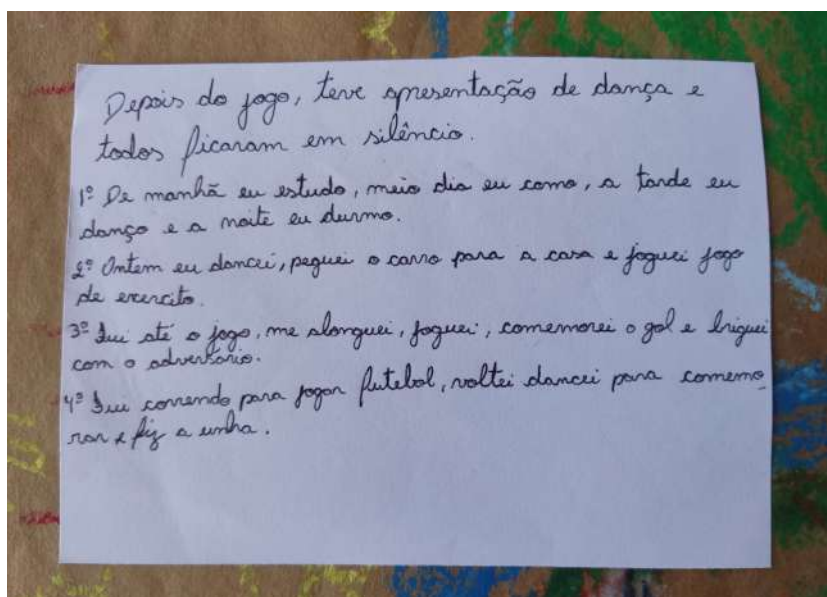 Depois do jogo, teve apresentação de dança e
todos ficaram em silêncio.
1º De manhã eu estudo, meio dia eu como, a tarde eu
danço e a noite eu durmo.
2º Ontem eu dancei, peguei o carro para a casa e joguei jogo
de exercito.
3º Fui até o jogo, me alonguei, joguei, comemorei o gol e briguei
com o adversário.
4º Fui correndo para jogar futebol, voltei dancei para comemo
rar e fiz a unha.